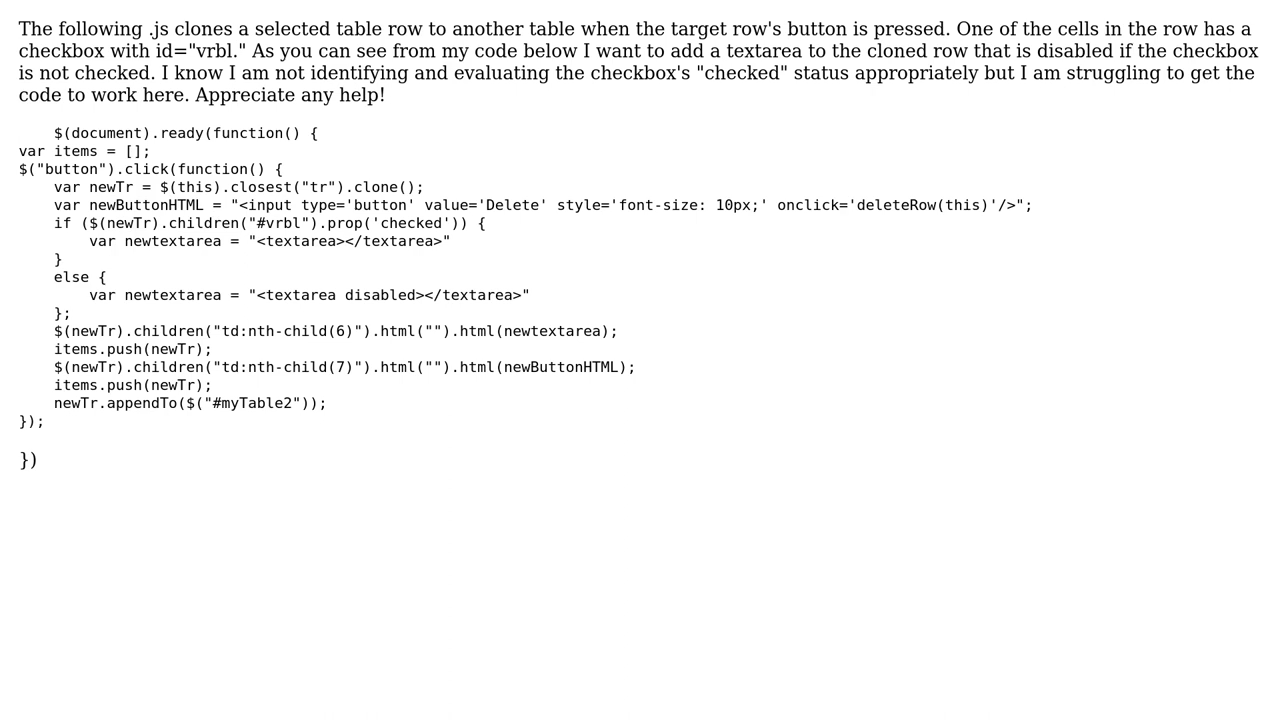 The following .js clones a selected table row to another table when the target row's button is pressed. One of the cells in the row has a
checkbox with id="vrbl." As you can see from my code below I want to add a textarea to the cloned row that is disabled if the checkbox
is not checked. I know I am not identifying and evaluating the checkbox's "checked" status appropriately but I am struggling to get the
code to work here. Appreciate any help!
    $(document).ready(function() {
var items = [];
$("button").click(function() {
    var newTr = $(this).closest("tr").clone();
    var newButtonHTML = "<input type='button' value='Delete' style='font-size: 10px;' onclick='deleteRow(this)'/>";
    if ($(newTr).children("#vrbl").prop('checked')) {
        var newtextarea = "<textarea></textarea>"
    }
    else {
        var newtextarea = "<textarea disabled></textarea>"
    };
    $(newTr).children("td:nth-child(6)").html("").html(newtextarea);
    items.push(newTr);
    $(newTr).children("td:nth-child(7)").html("").html(newButtonHTML);
    items.push(newTr);
    newTr.appendTo($("#myTable2"));
});
})